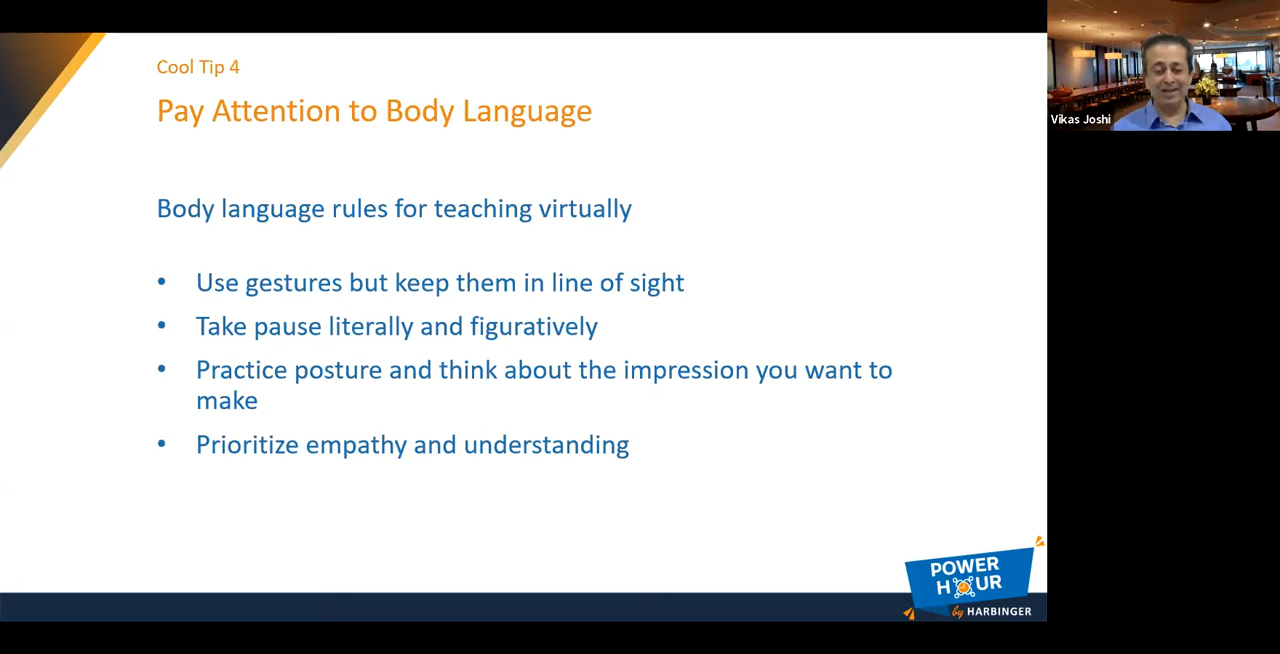 Cool Tip 4
Pay Attention to Body Language
Vikas Joshi
Body language rules for teaching virtually
• Use gestures but keep them in line of sight
• Take pause literally and figuratively
• Practice posture and think about the impression you want to
make
• Prioritize empathy and understanding
POWER
HOUR
by HARBINGER